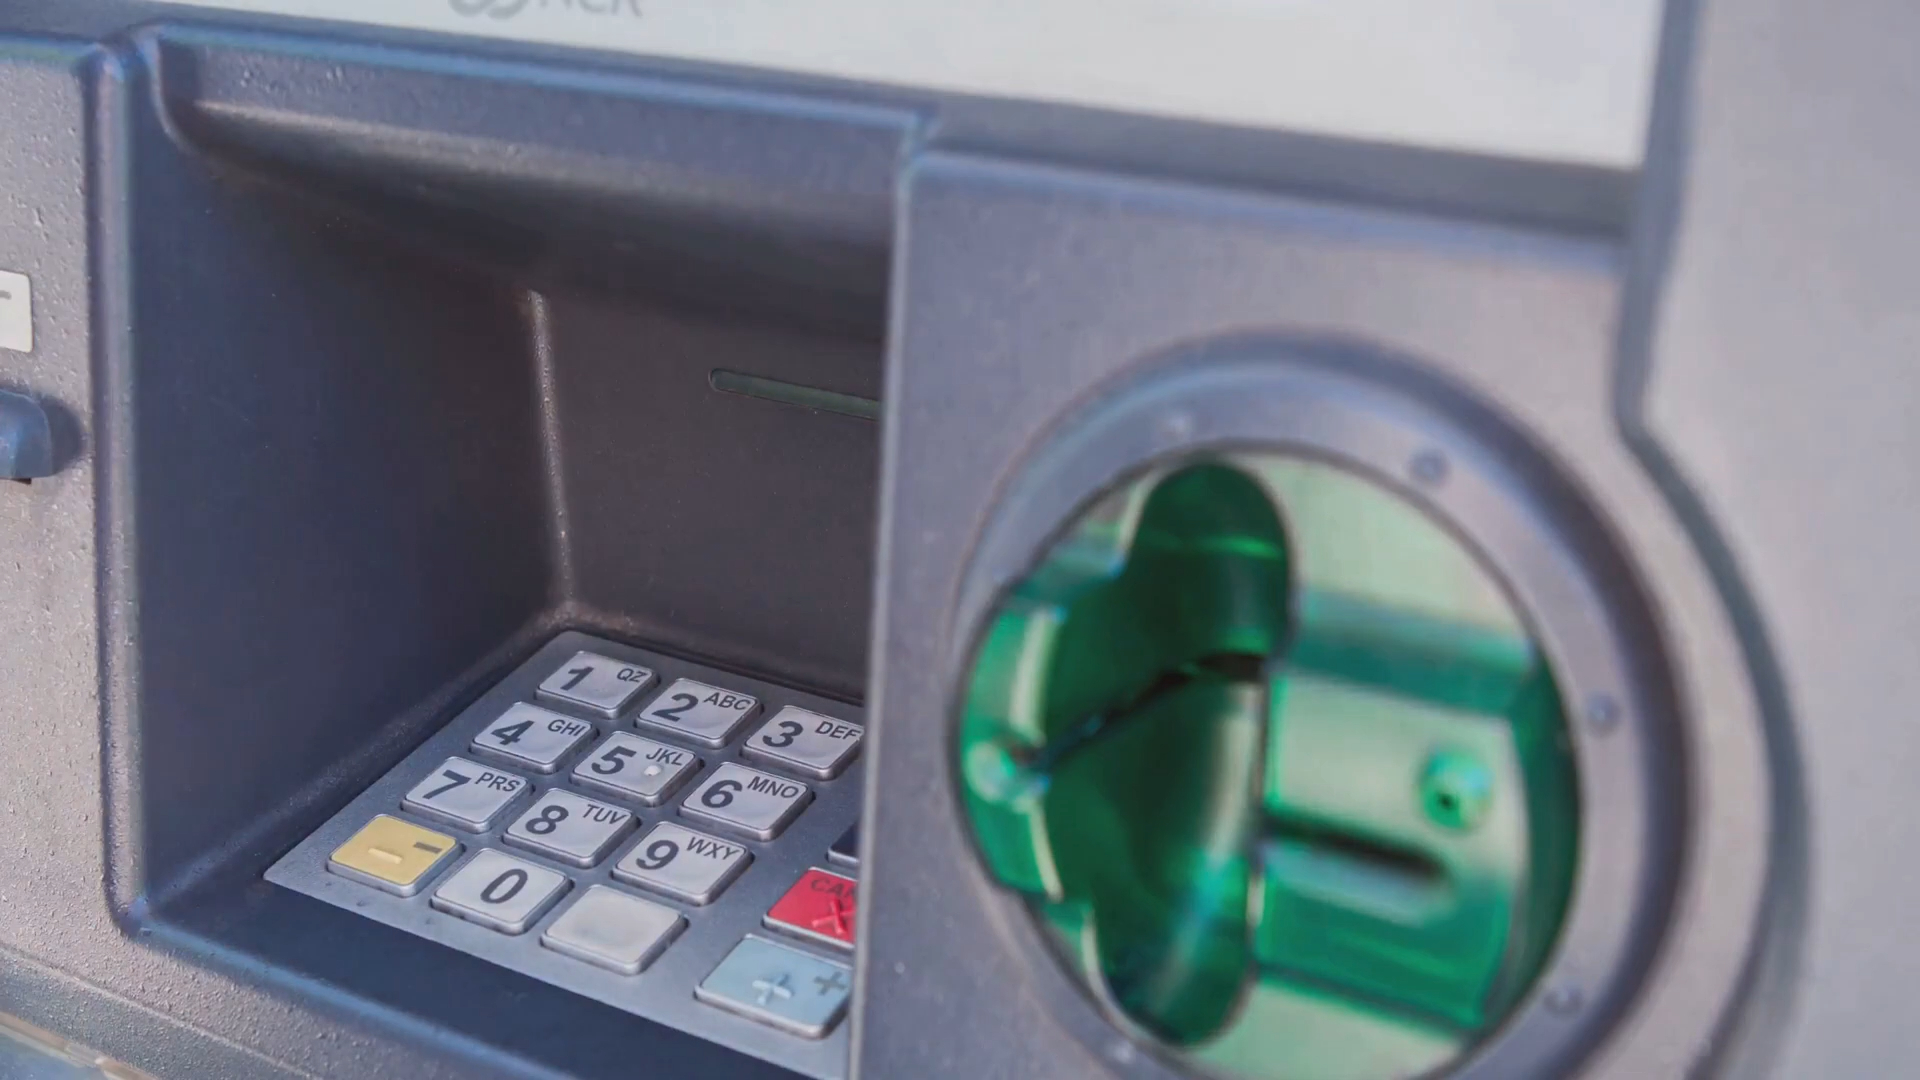 NCR
1 QZ
2 ABC
3 DEF
4 GHI
5 JKL
6 MNO
7 PRS
8 TUV
9 WXY
0